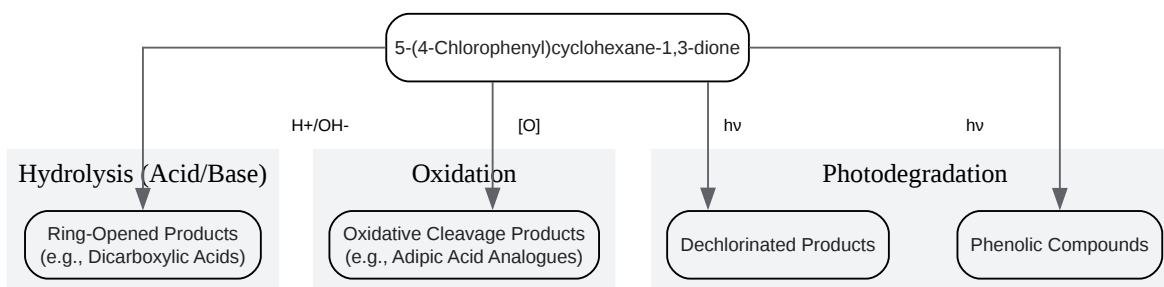 5-(4-Chlorophenyl)cyclohexane-1,3-dione
H+/OH-
[O]
hν
hν
Hydrolysis (Acid/Base)
Oxidation
Photodegradation
Ring-Opened Products
(e.g., Dicarboxylic Acids)
Oxidative Cleavage Products
(e.g., Adipic Acid Analogues)
Dechlorinated Products
Phenolic Compounds